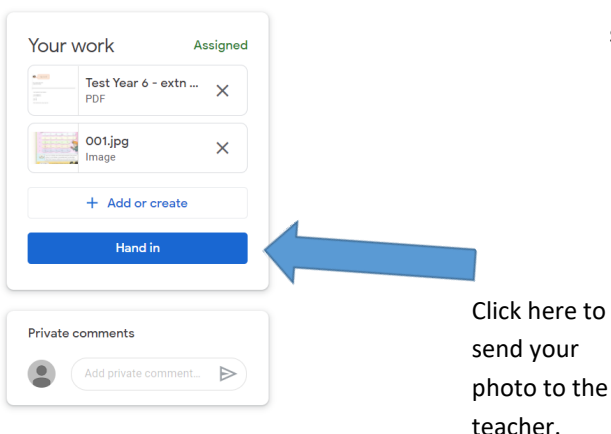 Your work Assigned
Test Year 6 - extn ...
PDF
001.jpg
Image
+ Add or create
Hand in
Private comments
Add private comment...
Click here to
send your
photo to the
teacher.